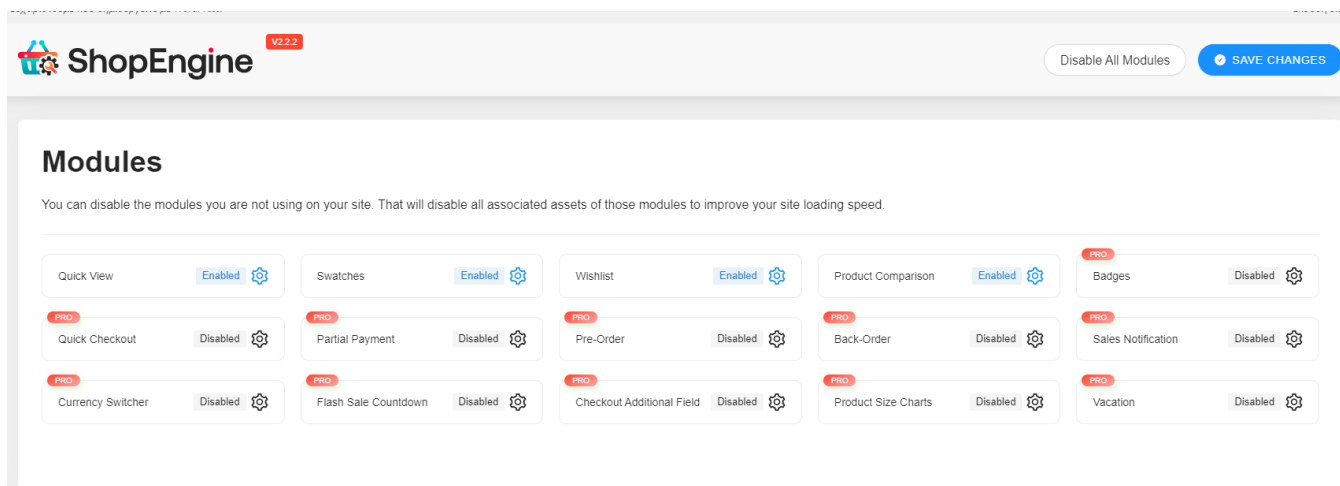 ShopEngine V2.2.2
Disable All Modules SAVE CHANGES
Modules
You can disable the modules you are not using on your site. That will disable all associated assets of those modules to improve your site loading speed.
PRO
Quick View Enabled Swatches Enabled Wishlist Enabled Product Comparison Enabled Badges Disabled
PRO PRO PRO PRO PRO
Quick Checkout Disabled Partial Payment Disabled Pre-Order Disabled Back-Order Disabled Sales Notification Disabled
PRO PRO PRO PRO PRO
Currency Switcher Disabled Flash Sale Countdown Disabled Checkout Additional Field Disabled Product Size Charts Disabled Vacation Disabled